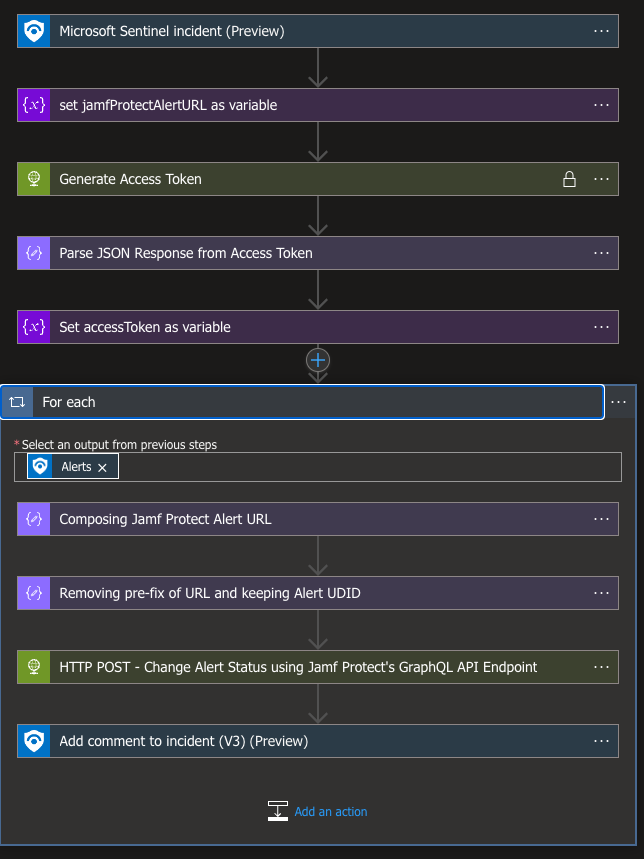 Microsoft Sentinel incident (Preview)
{x} set jamfProtectAlertURL as variable
Generate Access Token
Parse JSON Response from Access Token
{x} Set accessToken as variable
For each
* Select an output from previous steps
Alerts ×
Composing Jamf Protect Alert URL
Removing pre-fix of URL and keeping Alert UDID
HTTP POST - Change Alert Status using Jamf Protect's GraphQL API Endpoint
Add comment to incident (V3) (Preview)
Add an action